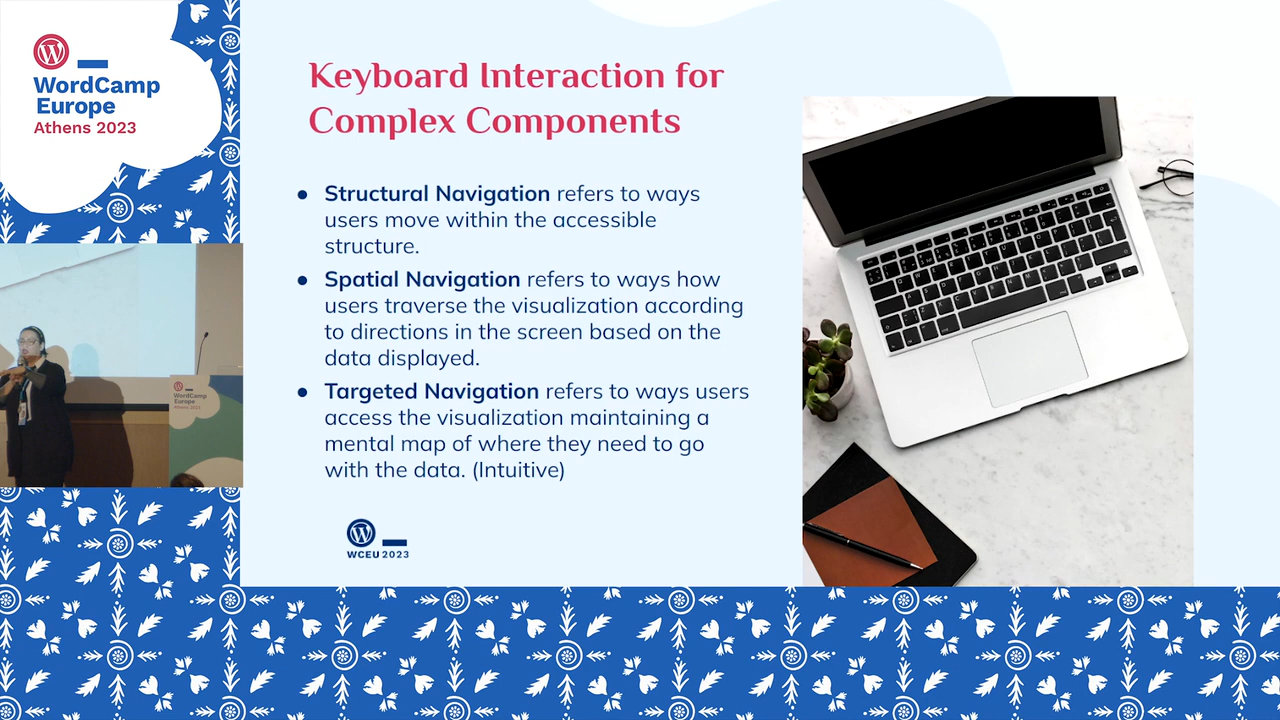 WordCamp
Europe
Athens 2023
Keyboard Interaction for
Complex Components
● Structural Navigation refers to ways
users move within the accessible
structure.
● Spatial Navigation refers to ways how
users traverse the visualization according
to directions in the screen based on the
data displayed.
● Targeted Navigation refers to ways users
access the visualization maintaining a
mental map of where they need to go
with the data. (Intuitive)
WCEU 2023
WordCamp
Europe
Athens 2023